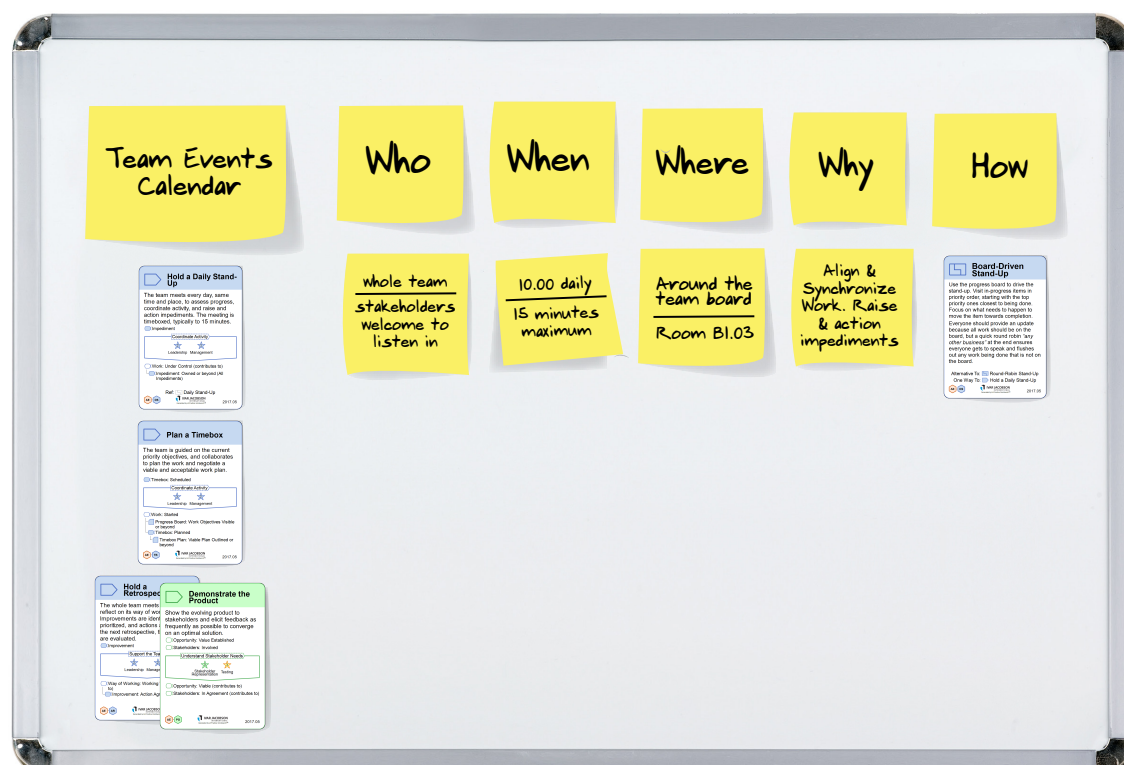 Team Events
Calendar
Who
When
Where
Why
How
Hold a Daily Stand-
Up
The team meets every day, same
time and place, to assess progress,
coordinate activity, and raise and
action impediments. The meeting is
timeboxed, typically to 15 minutes.
Impediment
Coordinate Activity
Leadership Management
Work: Under Control (contributes to)
Impediment: Owned or beyond (All
Impediments)
Ref: Daily Stand-Up
IVAR JACOBSON
2017.05
whole team
stakeholders
welcome to
listen in
10.00 daily
15 minutes
maximum
Around the
team board
Room B1.03
Align &
Synchronize
Work. Raise
& action
impediments
Board-Driven
Stand-Up
Use the progress board to drive the
stand-up. Visit in-progress items in
priority order, starting with the top
priority ones closest to being done.
Focus on what needs to happen to
move the item towards completion.
Everyone should provide an update
because all work should be on the
board, but a quick round robin "any
other business" at the end ensures
everyone gets to speak and flushes
out any work being done that is not on
the board.
Alternative To: Round-Robin Stand-Up
One Way To: Hold a Daily Stand-Up
IVAR JACOBSON
2017.05
Plan a Timebox
The team is guided on the current
priority objectives, and collaborates
to plan the work and negotiate a
viable and acceptable work plan.
Timebox: Scheduled
Coordinate Activity
Leadership Management
Work: Started
Progress Board: Work Objectives Visible
or beyond
Timebox: Planned
Timebox Plan: Viable Plan Outlined or
beyond
IVAR JACOBSON
2017.05
Hold a
Retrospec
The whole team meets
reflect on its way of wor
Improvements are ident
prioritized, and actions
the next retrospective, t
are evaluated.
Improvement
Support the Tea
Leadership Manage
Way of Working: Working
to)
Improvement: Action Ag
IVAR JACO
Demonstrate the
Product
Show the evolving product to
stakeholders and elicit feedback as
frequently as possible to converge
on an optimal solution.
Opportunity: Value Established
Stakeholders: Involved
Understand Stakeholder Needs
Stakeholder
Representation
Testing
Opportunity: Viable (contributes to)
Stakeholders: In Agreement (contributes to)
IVAR JACOBSON
2017.05